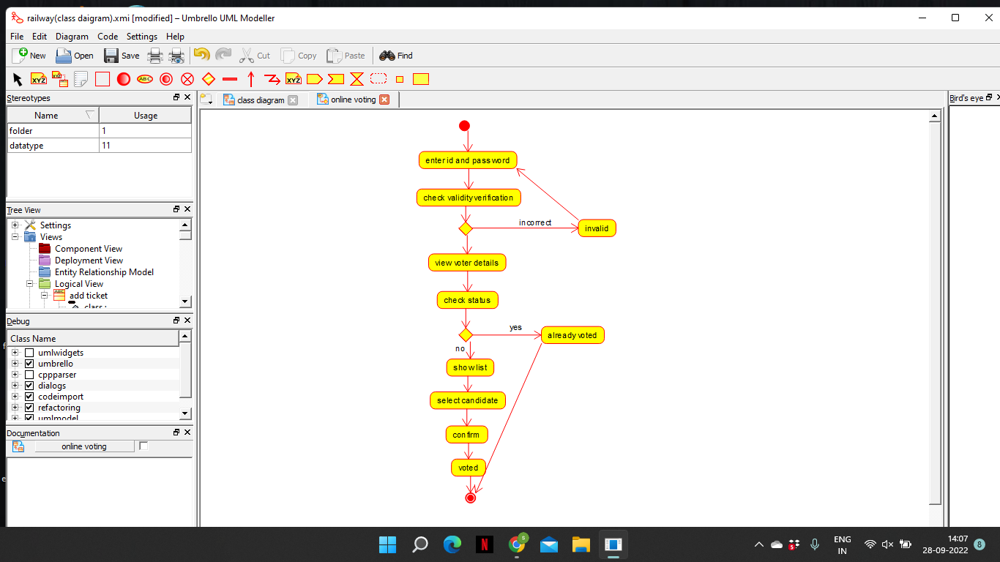 railway(class daigram).xmi [modified] – Umbrello UML Modeller
File Edit Diagram Code Settings Help
New Open Save Cut Copy Paste Find
XYZ XYZ ABC XYZ
Stereotypes
Name Usage
folder 1
datatype 11
Tree View
Settings
Views
Component View
Deployment View
Entity Relationship Model
Logical View
ABC
add ticket
class :
Debug
Class Name
umlwidgets
umbrello
cppparser
dialogs
codeimport
refactoring
umlmodel
Documentation
online voting
class diagram online voting
Bird's eye
enter id and password
check validity verification
incorrect
invalid
view voter details
check status
yes
already voted
no
show list
select candidate
confirm
voted
N
S
ENG
IN
14:07
28-09-2022
8